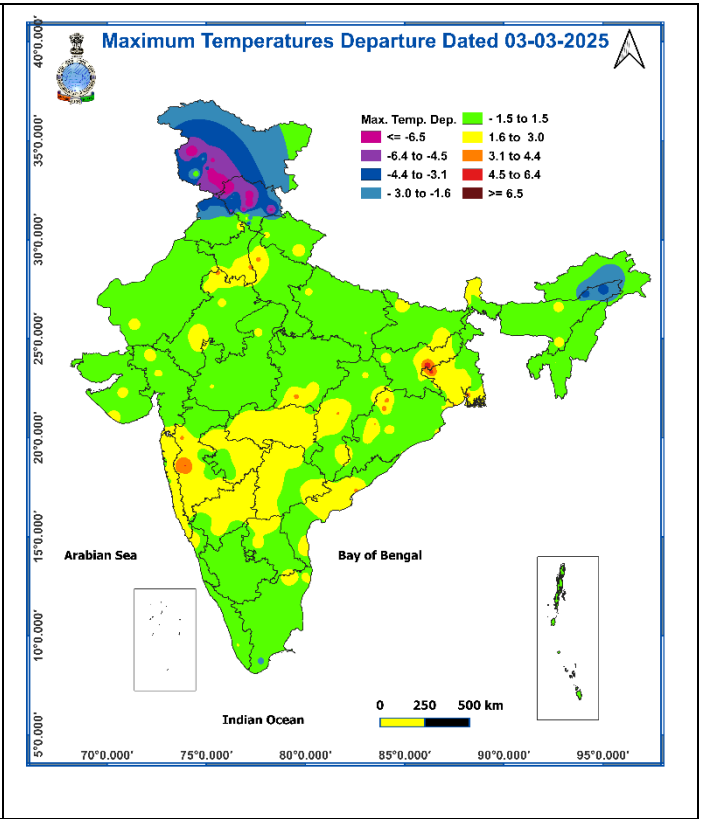 Maximum Temperatures Departure Dated 03-03-2025
Max. Temp. Dep.
<= -6.5
-6.4 to -4.5
-4.4 to -3.1
- 3.0 to -1.6
- 1.5 to 1.5
1.6 to 3.0
3.1 to 4.4
4.5 to 6.4
>= 6.5
40°0.000'
35°0.000'
30°0.000'
25°0.000'
20°0.000'
15°0.000'
10°0.000'
5°0.000'
Arabian Sea
Bay of Bengal
Indian Ocean
0 250 500 km
70°0.000' 75°0.000' 80°0.000' 85°0.000' 90°0.000' 95°0.000'